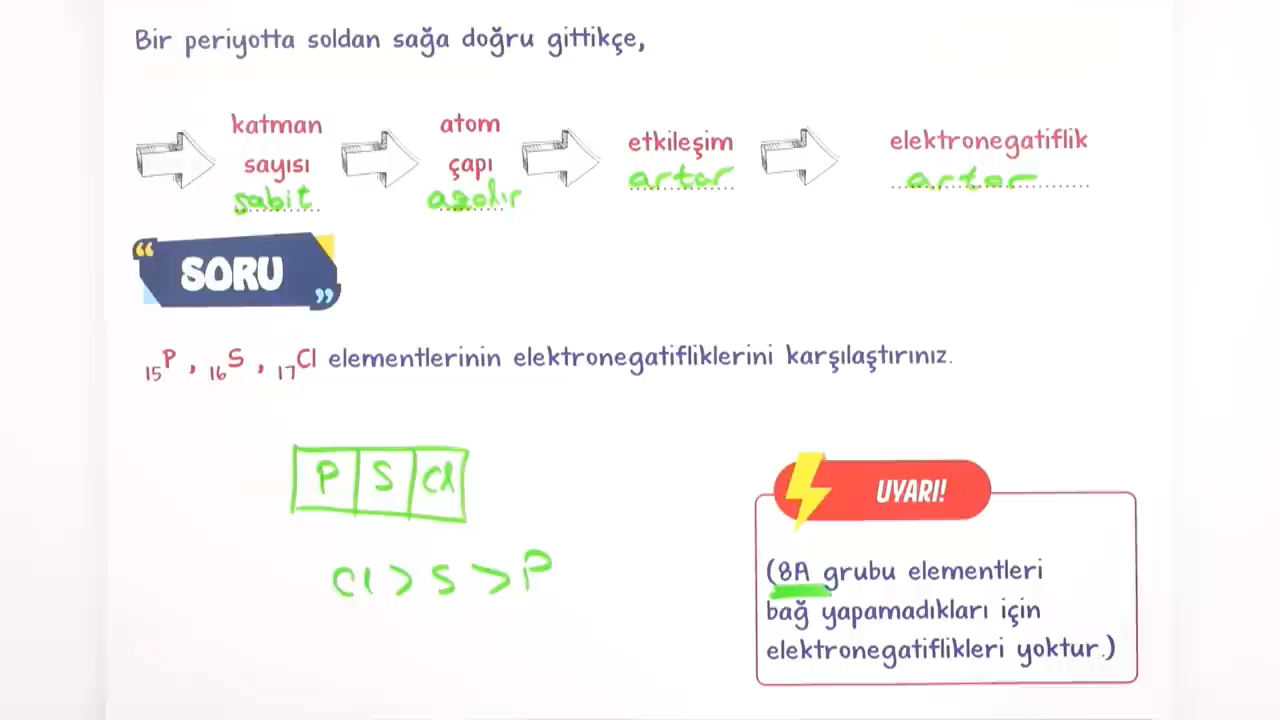 Bir periyotta soldan sağa doğru gittikçe,
katman
sayısı
sabit
atom
çapı
azalır
etkileşim
artar
elektronegatiflik
artar
“ SORU ”
15P , 16S , 17Cl elementlerinin elektronegatifliklerini karşılaştırınız.
P S Cl
Cl > S > P
UYARI!
(8A grubu elementleri
bağ yapamadıkları için
elektronegatiflikleri yoktur.)